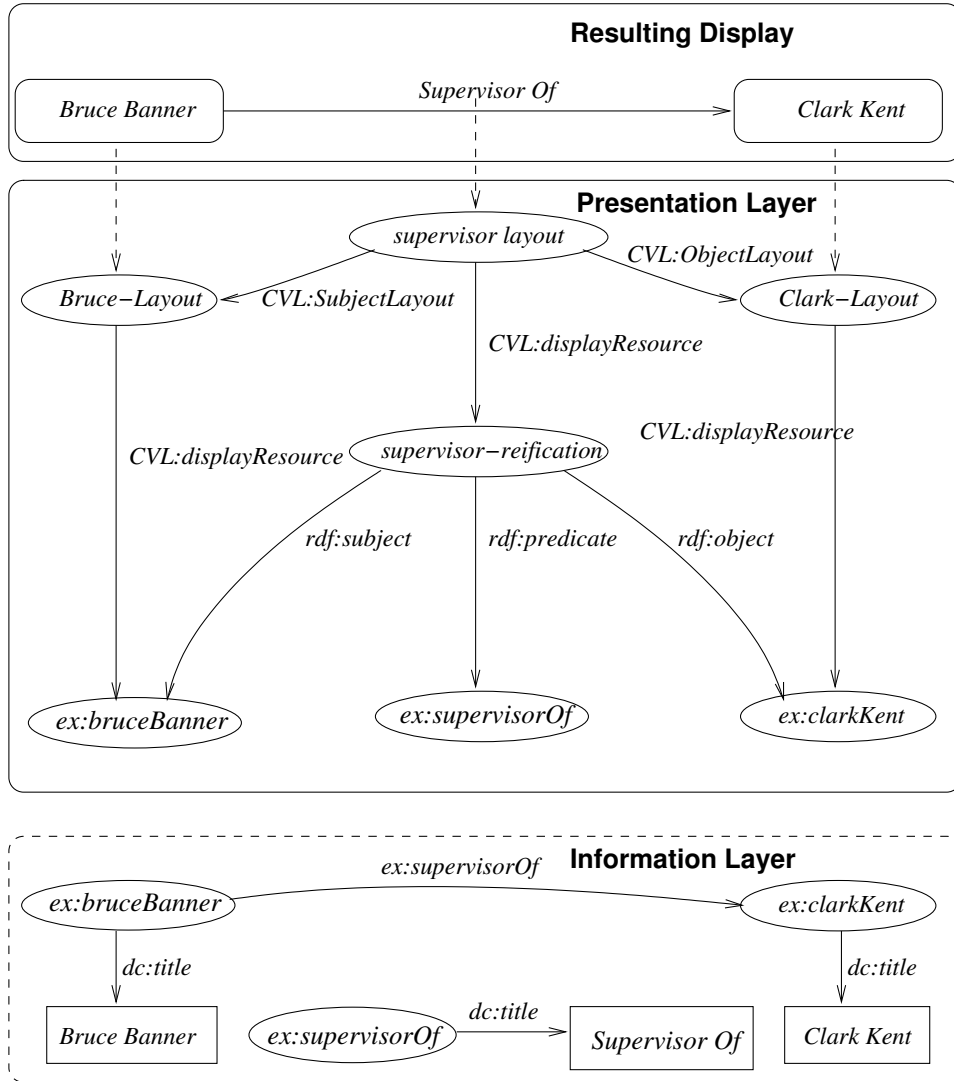 Resulting Display
Supervisor Of
Bruce Banner
Clark Kent
Presentation Layer
supervisor layout
CVL:ObjectLayout
Bruce−Layout
CVL:SubjectLayout
Clark−Layout
CVL:displayResource
CVL:displayResource
supervisor−reification
CVL:displayResource
rdf:subject
rdf:predicate
rdf:object
ex:bruceBanner
ex:supervisorOf
ex:clarkKent
Information Layer
ex:supervisorOf
ex:bruceBanner
ex:clarkKent
dc:title
dc:title
dc:title
Bruce Banner
ex:supervisorOf
Supervisor Of
Clark Kent